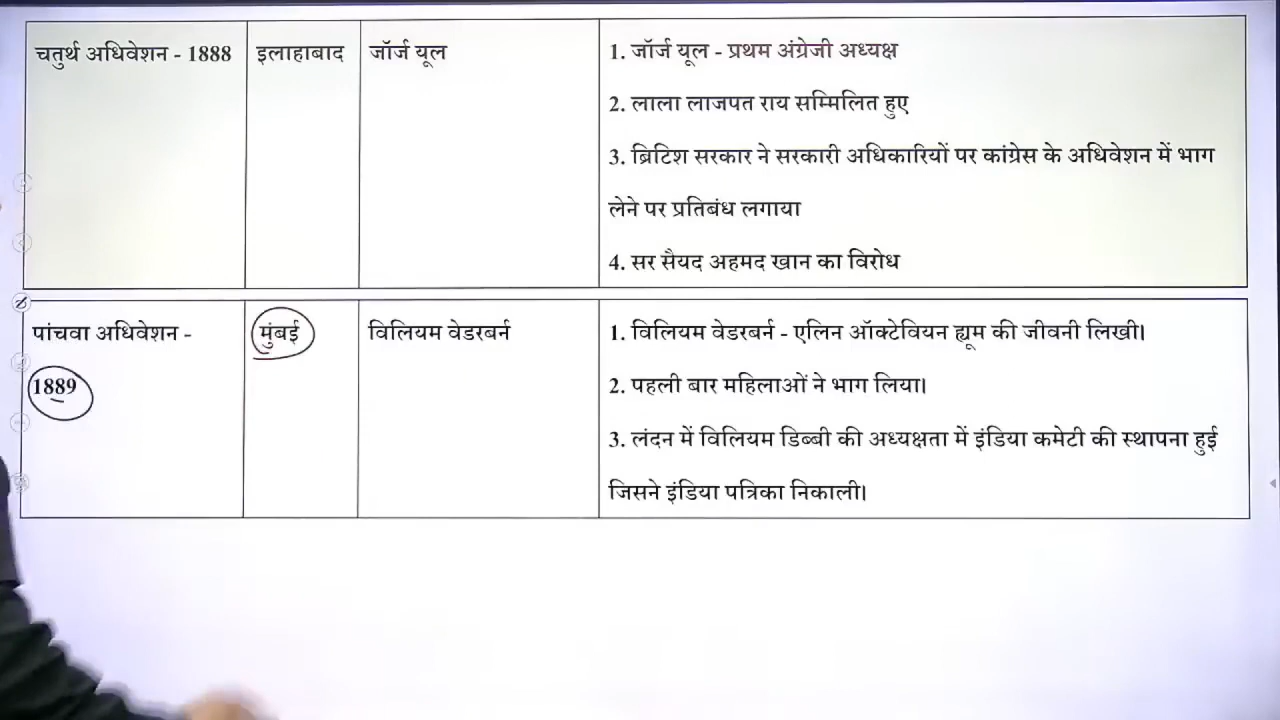 चतुर्थ अधिवेशन - 1888
इलाहाबाद
जॉर्ज यूल
1. जॉर्ज यूल - प्रथम अंग्रेजी अध्यक्ष
2. लाला लाजपत राय सम्मिलित हुए
3. ब्रिटिश सरकार ने सरकारी अधिकारियों पर कांग्रेस के अधिवेशन में भाग
लेने पर प्रतिबंध लगाया
4. सर सैयद अहमद खान का विरोध
पांचवा अधिवेशन -
1889
मुंबई
विलियम वेडरबर्न
1. विलियम वेडरबर्न - एलिन ऑक्टेवियन ह्यूम की जीवनी लिखी।
2. पहली बार महिलाओं ने भाग लिया।
3. लंदन में विलियम डिब्बी की अध्यक्षता में इंडिया कमेटी की स्थापना हुई
जिसने इंडिया पत्रिका निकाली।